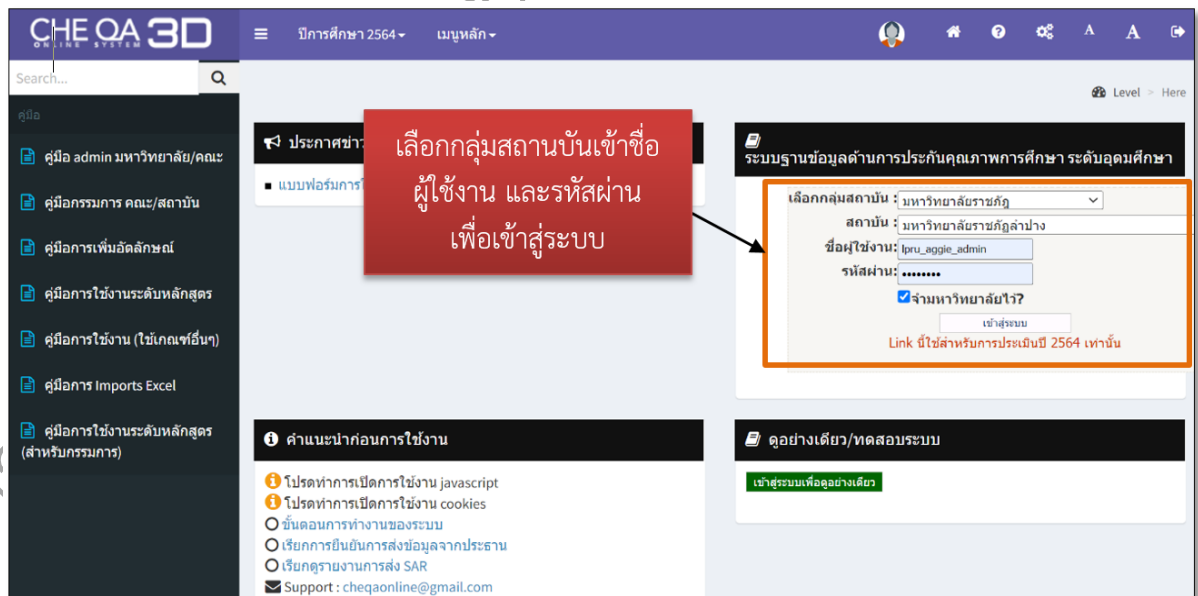 CHE QA 3D
ONLINE SYSTEM
ปีการศึกษา 2564
เมนูหลัก
A A
Search...
Level > Here
คู่มือ
คู่มือ admin มหาวิทยาลัย/คณะ
คู่มือกรรมการ คณะ/สถาบัน
คู่มือการเพิ่มอัตลักษณ์
คู่มือการใช้งานระดับหลักสูตร
คู่มือการใช้งาน (ใช้เกณฑ์อื่นๆ)
คู่มือการ Imports Excel
คู่มือการใช้งานระดับหลักสูตร
(สำหรับกรรมการ)
ประกาศข่าว
แบบฟอร์มการ
เลือกกลุ่มสถาบันเข้าชื่อ
ผู้ใช้งาน และรหัสผ่าน
เพื่อเข้าสู่ระบบ
ระบบฐานข้อมูลด้านการประกันคุณภาพการศึกษา ระดับอุดมศึกษา
เลือกกลุ่มสถาบัน : มหาวิทยาลัยราชภัฏ
สถาบัน : มหาวิทยาลัยราชภัฏลำปาง
ชื่อผู้ใช้งาน: lpru_aggie_admin
รหัสผ่าน: ••••••••
จำมหาวิทยาลัยไว้?
เข้าสู่ระบบ
Link นี้ใช้สำหรับการประเมินปี 2564 เท่านั้น
คำแนะนำก่อนการใช้งาน
โปรดทำการเปิดการใช้งาน javascript
โปรดทำการเปิดการใช้งาน cookies
ขั้นตอนการทำงานของระบบ
เรียกการยืนยันการส่งข้อมูลจากประธาน
เรียกดูรายงานการส่ง SAR
Support : cheqaonline@gmail.com
ดูอย่างเดียว/ทดสอบระบบ
เข้าสู่ระบบเพื่อดูอย่างเดียว